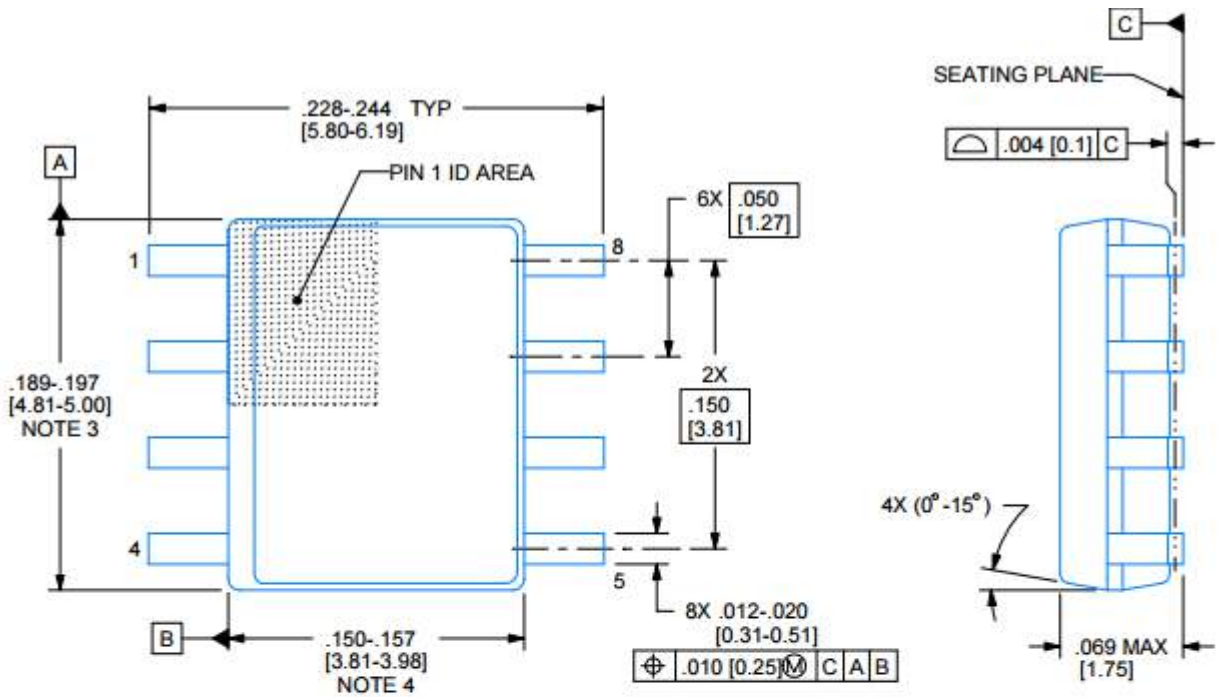 C
SEATING PLANE
.228-.244 TYP
[5.80-6.19]
.004 [0.1] C
A
PIN 1 ID AREA
6X .050
[1.27]
1
8
.189-.197
[4.81-5.00]
NOTE 3
2X
.150
[3.81]
4X (0°-15°)
4
5
8X .012-.020
[0.31-0.51]
B
.150-.157
[3.81-3.98]
NOTE 4
.010 [0.25]Ⓜ C A B
.069 MAX
[1.75]